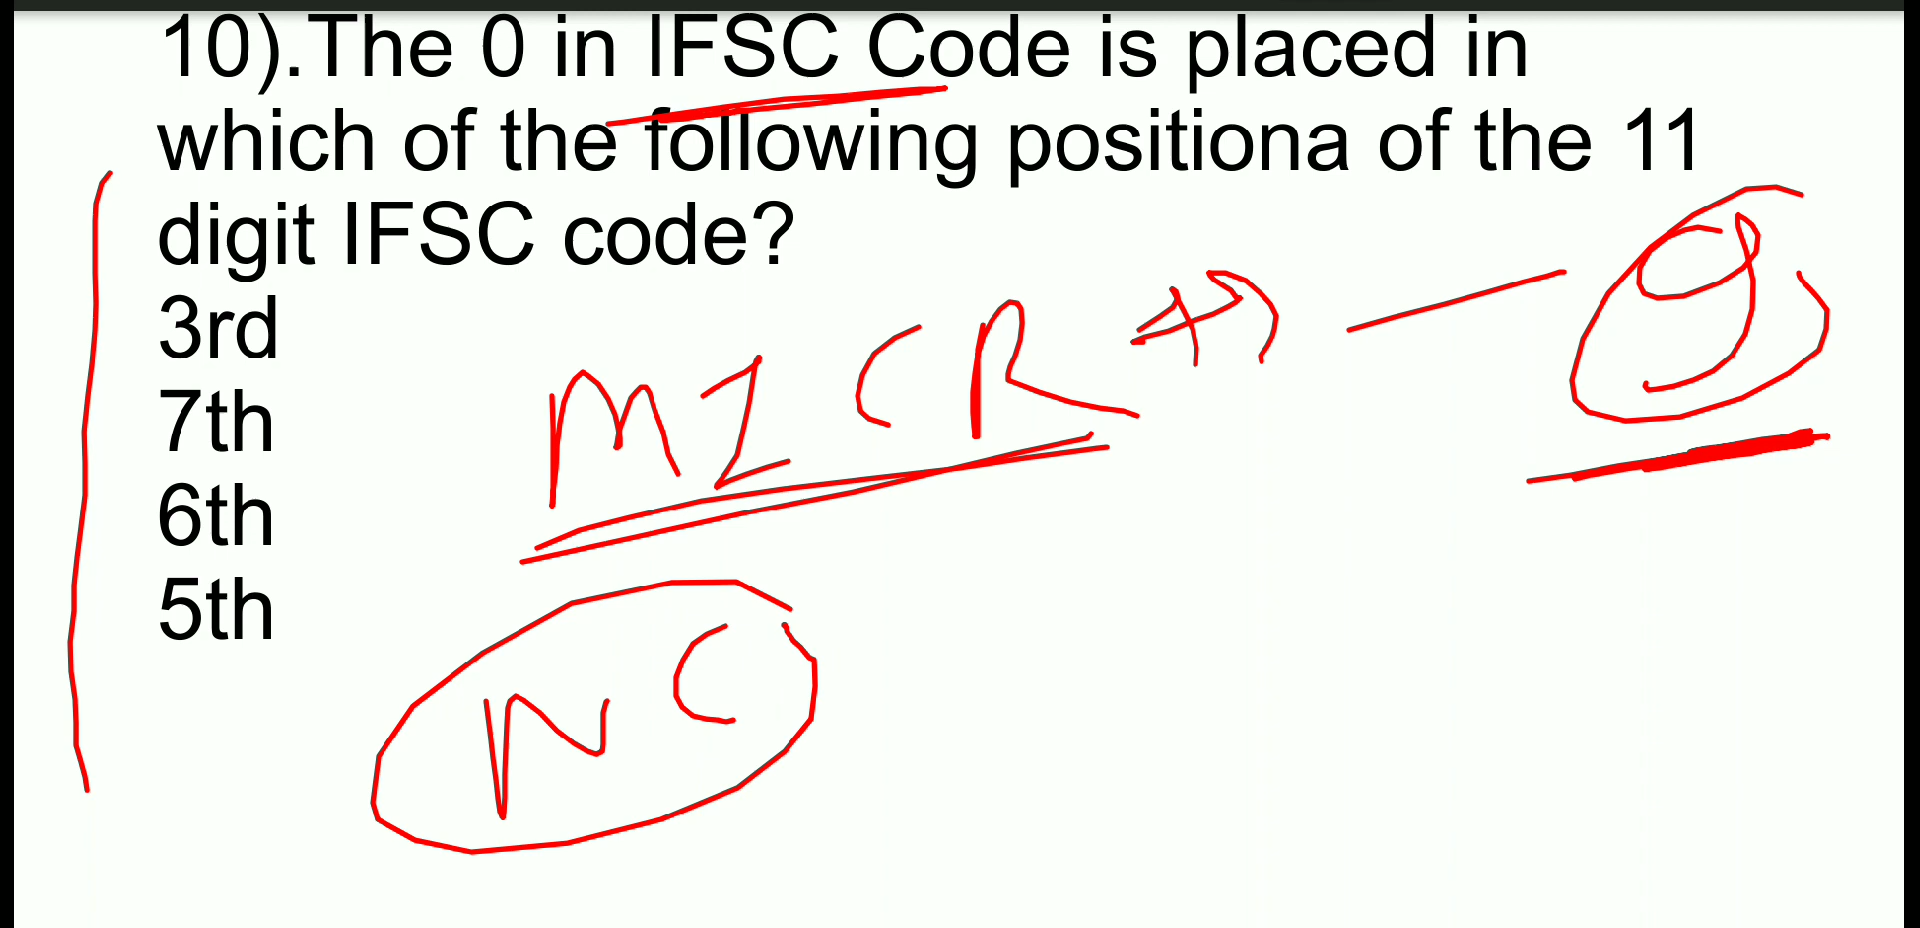 10).The 0 in IFSC Code is placed in
which of the following positiona of the 11
digit IFSC code?
3rd
7th
6th
5th
MICR
9
NC